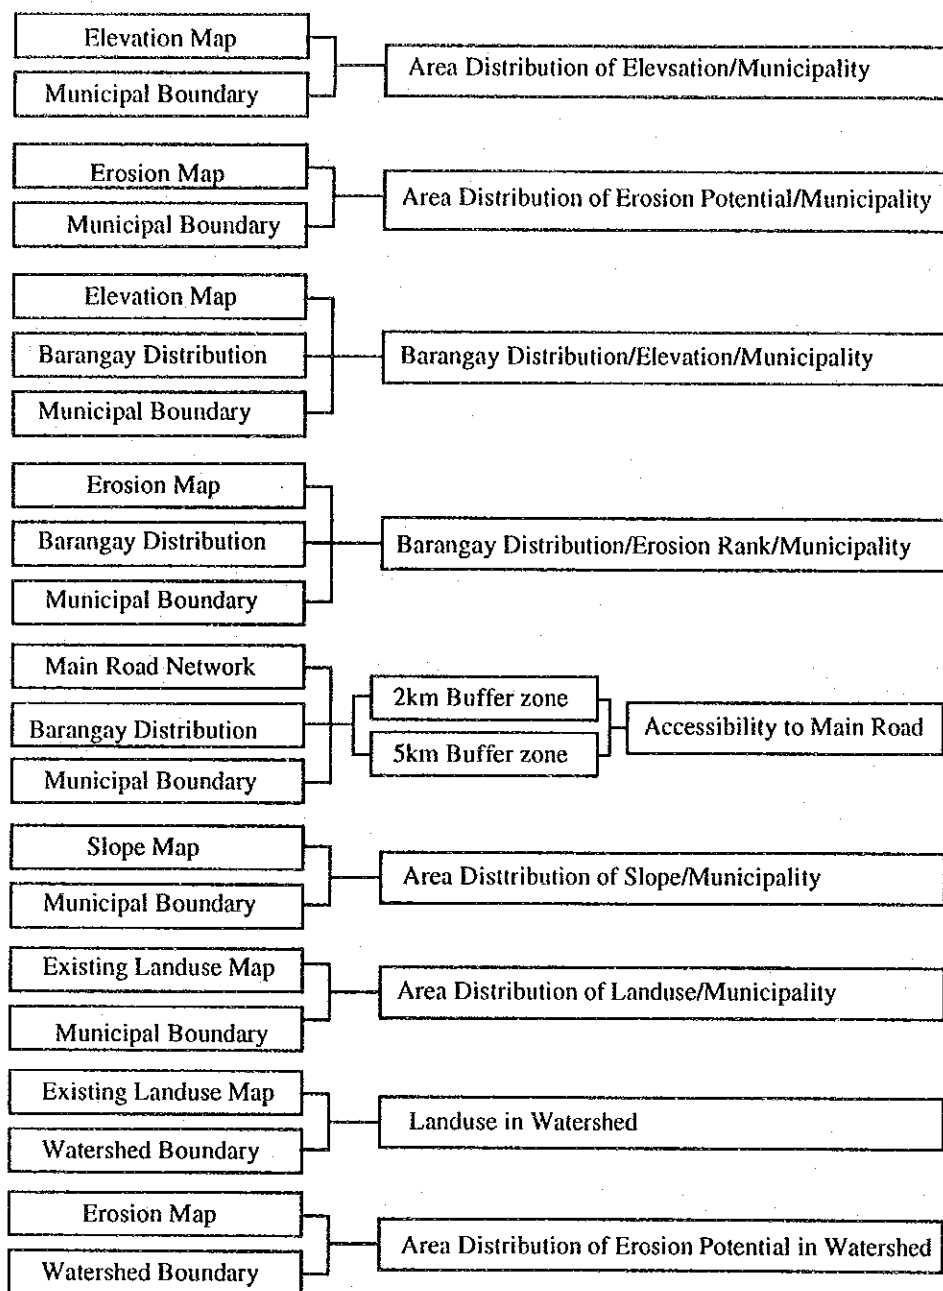 Elevation Map
Municipal Boundary
Area Distribution of Elevsation/Municipality
Erosion Map
Municipal Boundary
Area Distribution of Erosion Potential/Municipality
Elevation Map
Barangay Distribution
Municipal Boundary
Barangay Distribution/Elevation/Municipality
Erosion Map
Barangay Distribution
Municipal Boundary
Barangay Distribution/Erosion Rank/Municipality
Main Road Network
Barangay Distribution
Municipal Boundary
2km Buffer zone
5km Buffer zone
Accessibility to Main Road
Slope Map
Municipal Boundary
Area Disttribution of Slope/Municipality
Existing Landuse Map
Municipal Boundary
Area Distribution of Landuse/Municipality
Existing Landuse Map
Watershed Boundary
Landuse in Watershed
Erosion Map
Watershed Boundary
Area Distribution of Erosion Potential in Watershed